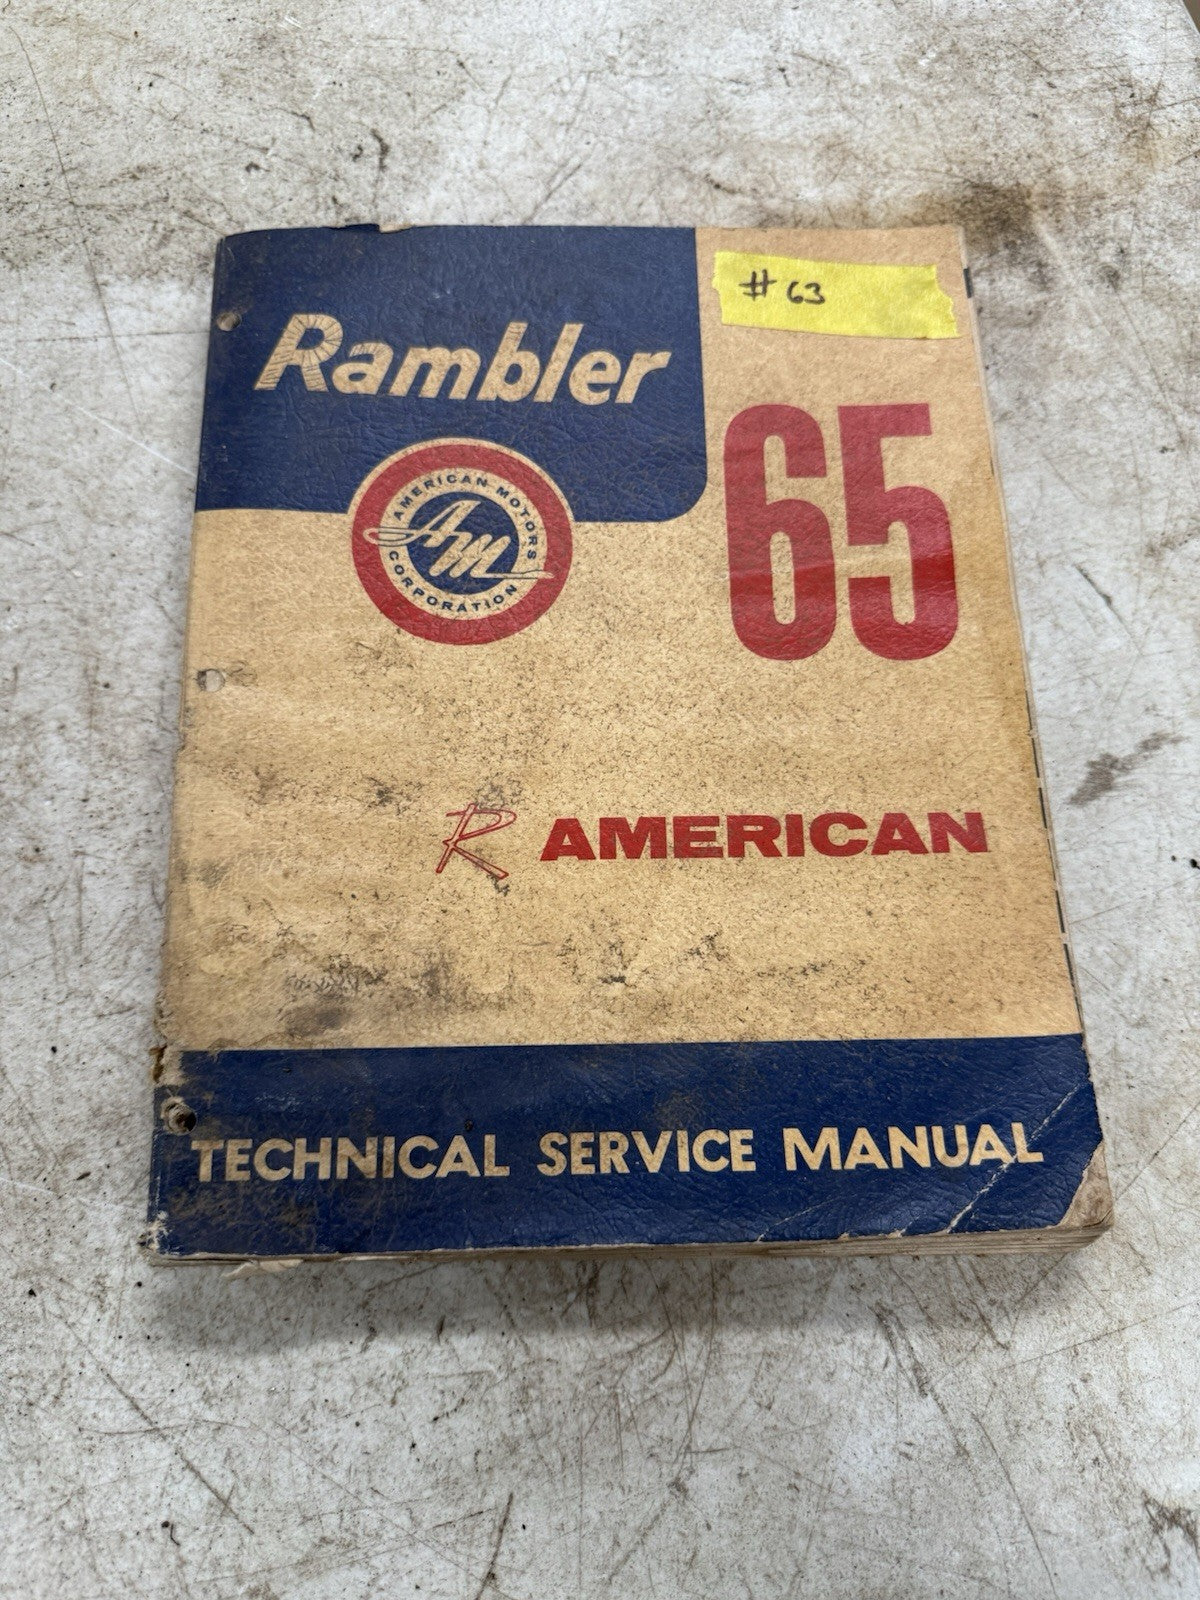 # 63
Rambler
65
AMERICAN MOTORS
AM
CORPORATION
R AMERICAN
TECHNICAL SERVICE MANUAL